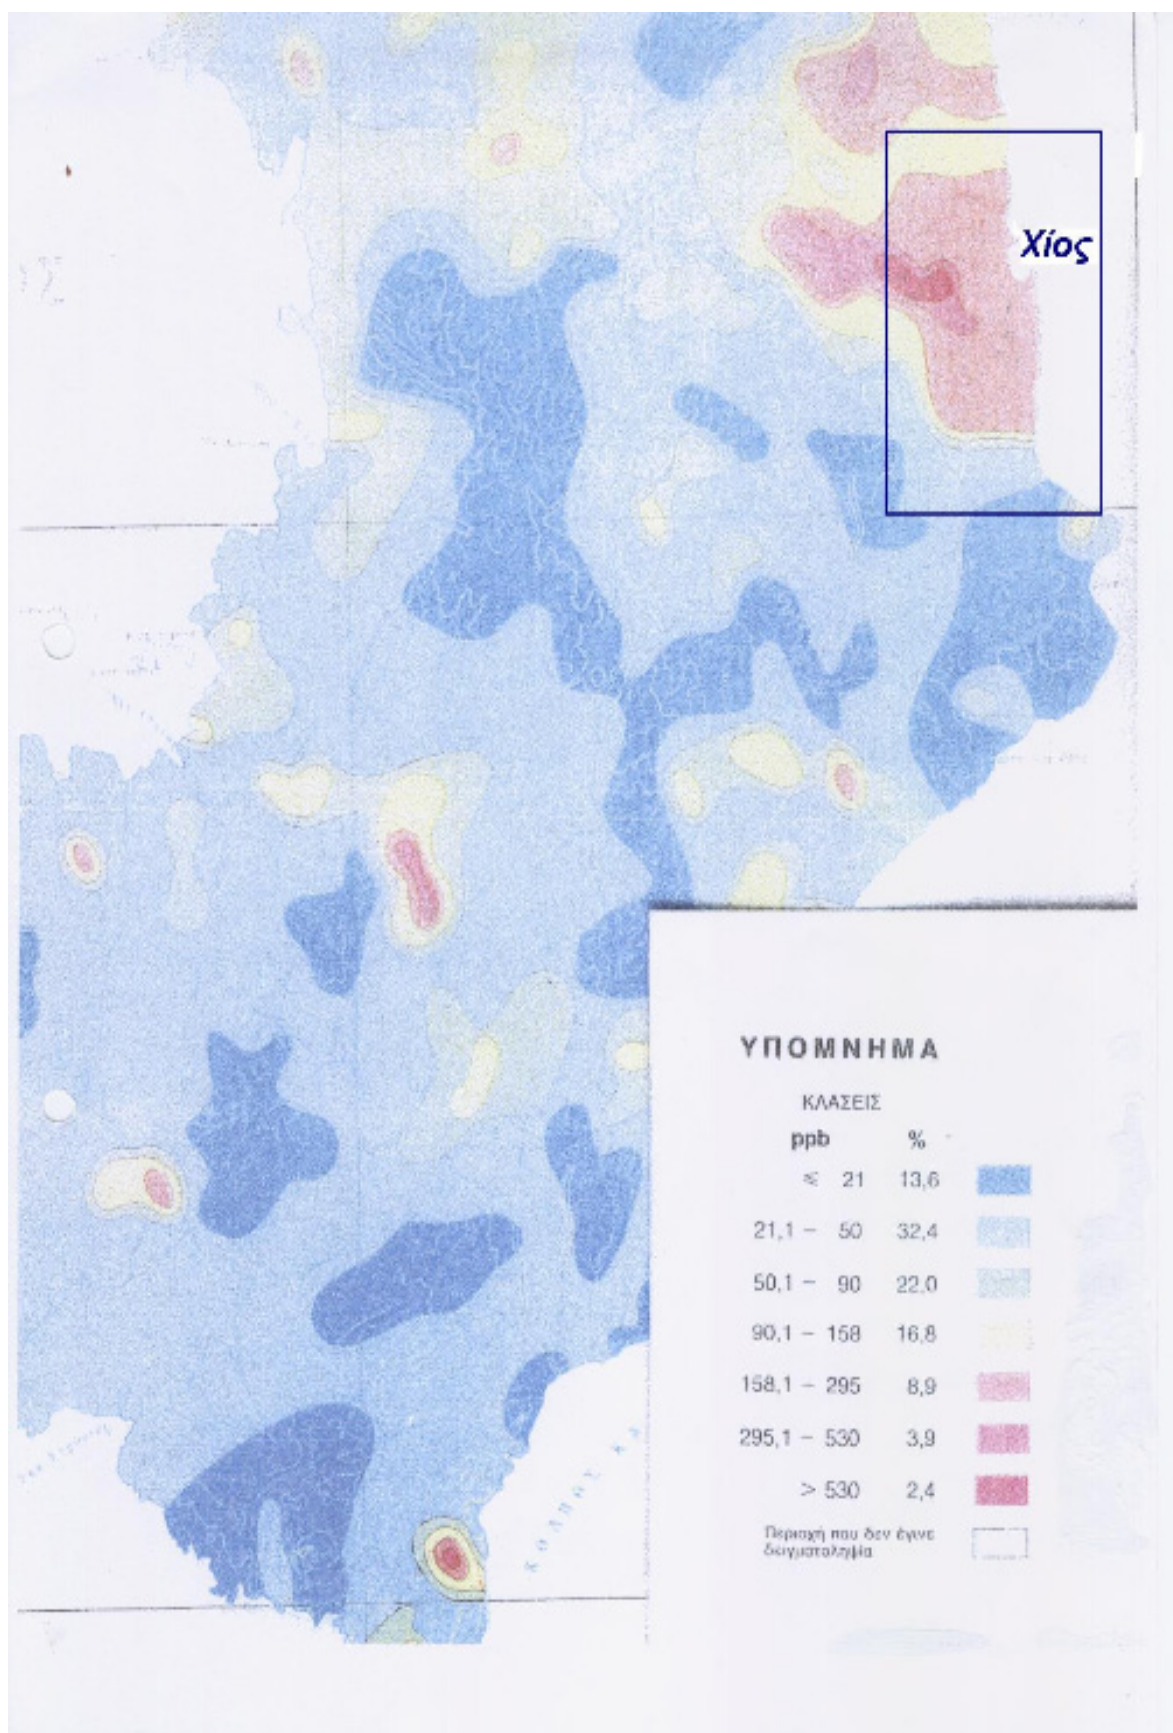 Χίος
ΥΠΟΜΝΗΜΑ
ΚΛΑΣΕΙΣ
ppb %
≤ 21 13,6
21,1 – 50 32,4
50,1 – 90 22,0
90,1 – 158 16,8
158,1 – 295 8,9
295,1 – 530 3,9
> 530 2,4
Περιοχή που δεν έγινε
δειγματοληψία
ΚΟΛΠΟΣ ΚΑ